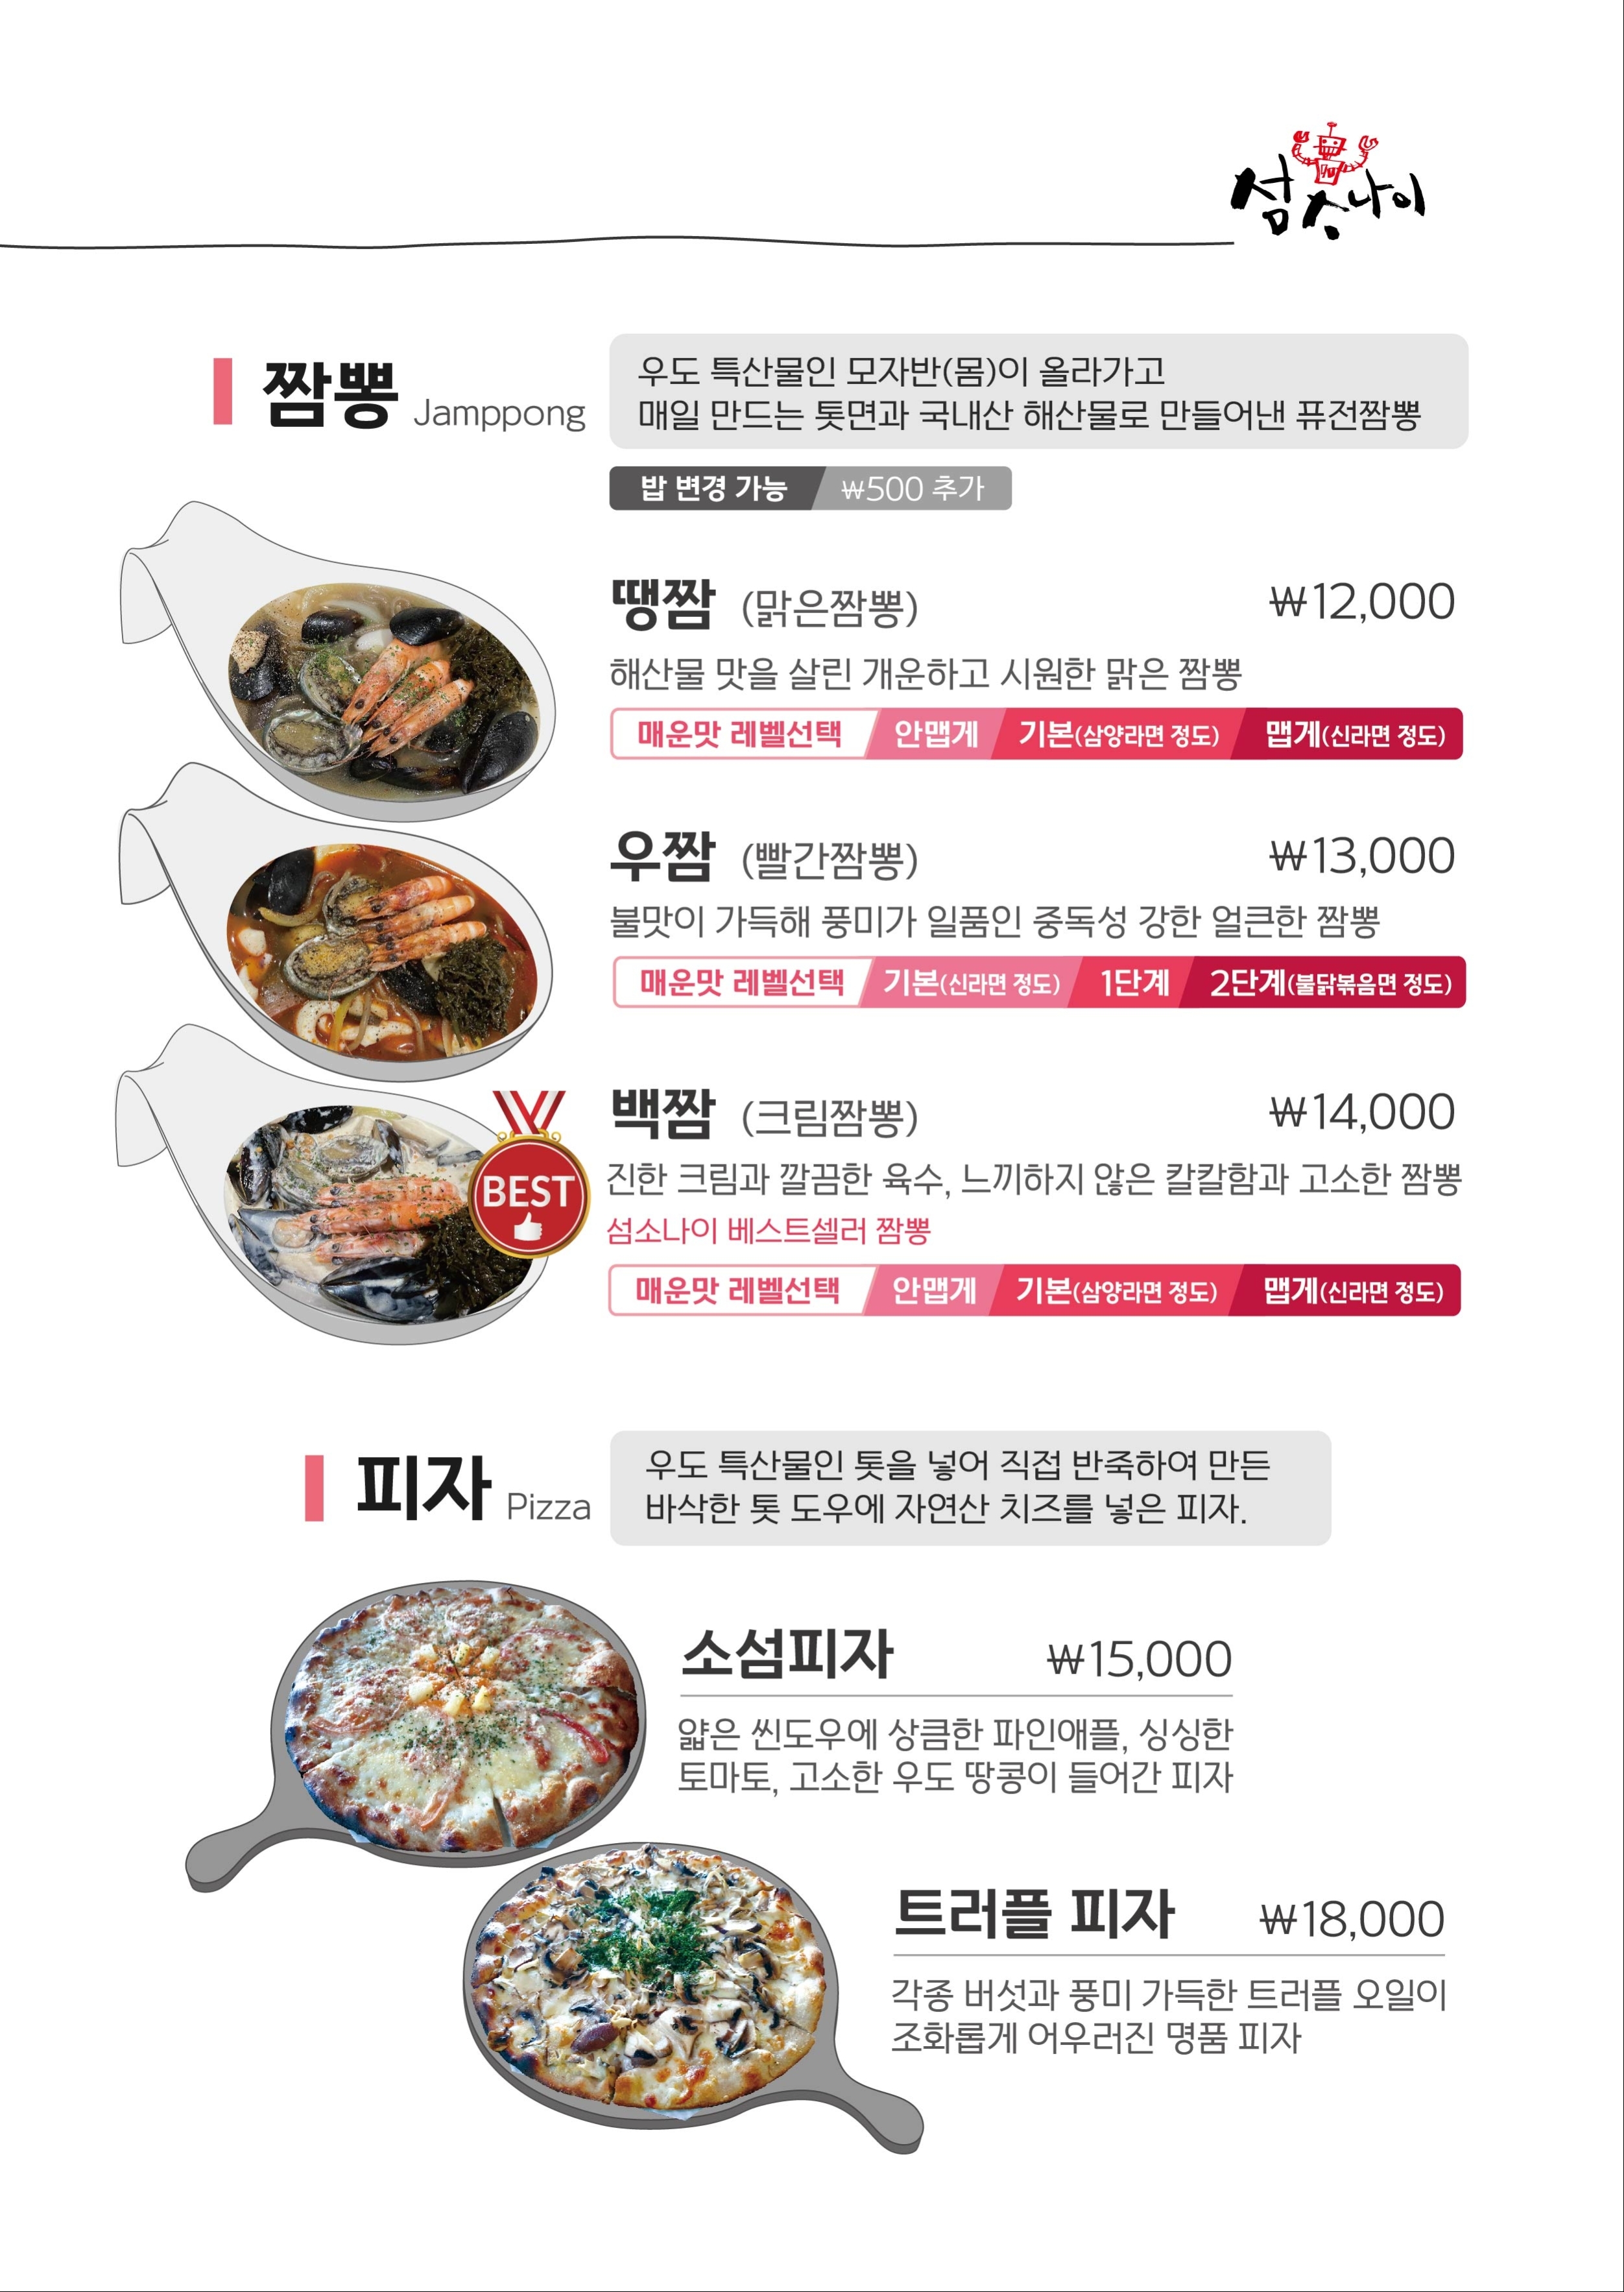 섬소나이
짬뽕 Jamppong
우도 특산물인 모자반(몸)이 올라가고
매일 만드는 톳면과 국내산 해산물로 만들어낸 퓨전짬뽕
밥 변경 가능 ₩500 추가
땡짬 (맑은짬뽕) ₩12,000
해산물 맛을 살린 개운하고 시원한 맑은 짬뽕
매운맛 레벨선택 안맵게 기본(삼양라면 정도) 맵게(신라면 정도)
우짬 (빨간짬뽕) ₩13,000
불맛이 가득해 풍미가 일품인 중독성 강한 얼큰한 짬뽕
매운맛 레벨선택 기본(신라면 정도) 1단계 2단계(불닭볶음면 정도)
BEST
백짬 (크림짬뽕) ₩14,000
진한 크림과 깔끔한 육수, 느끼하지 않은 칼칼함과 고소한 짬뽕
섬소나이 베스트셀러 짬뽕
매운맛 레벨선택 안맵게 기본(삼양라면 정도) 맵게(신라면 정도)
피자 Pizza
우도 특산물인 톳을 넣어 직접 반죽하여 만든
바삭한 톳 도우에 자연산 치즈를 넣은 피자.
소섬피자 ₩15,000
얇은 씬도우에 상큼한 파인애플, 싱싱한
토마토, 고소한 우도 땅콩이 들어간 피자
트러플 피자 ₩18,000
각종 버섯과 풍미 가득한 트러플 오일이
조화롭게 어우러진 명품 피자